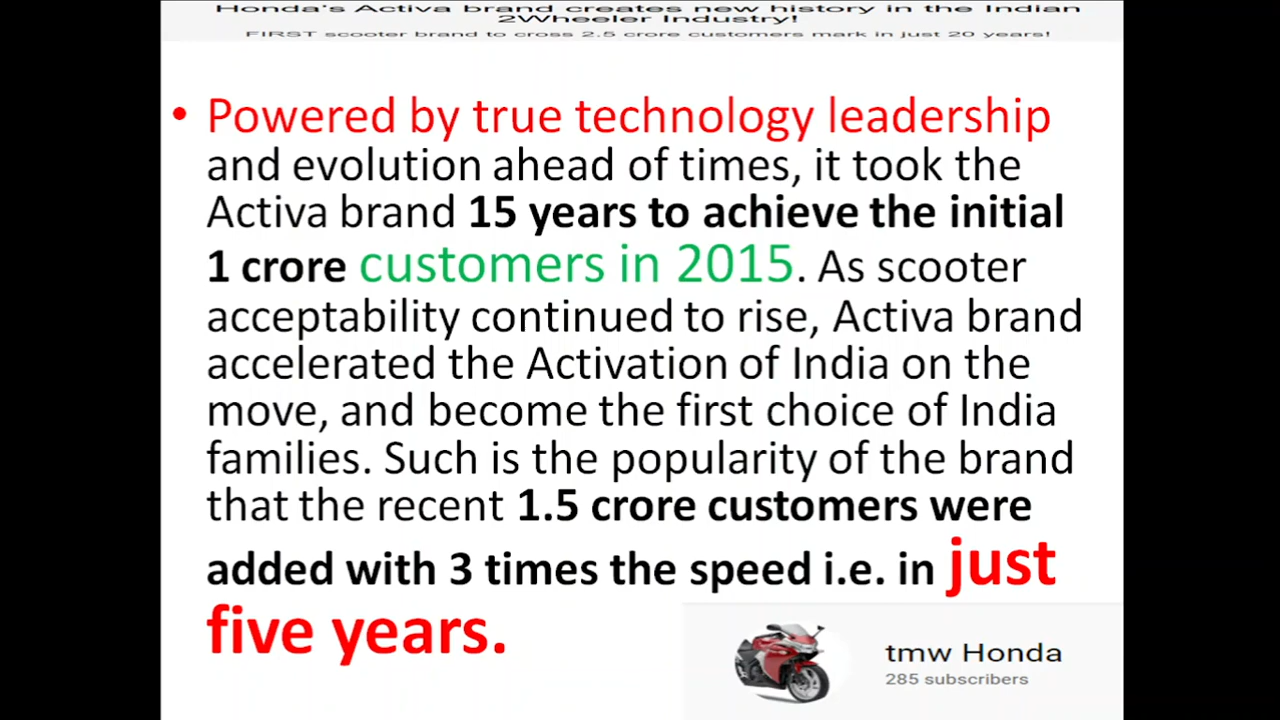 Honda's Activa brand creates new history in the Indian
2Wheeler Industry!
FIRST scooter brand to cross 2.5 crore customers mark in just 20 years!
• Powered by true technology leadership
and evolution ahead of times, it took the
Activa brand 15 years to achieve the initial
1 crore customers in 2015. As scooter
acceptability continued to rise, Activa brand
accelerated the Activation of India on the
move, and become the first choice of India
families. Such is the popularity of the brand
that the recent 1.5 crore customers were
added with 3 times the speed i.e. in just
five years.
tmw Honda
285 subscribers